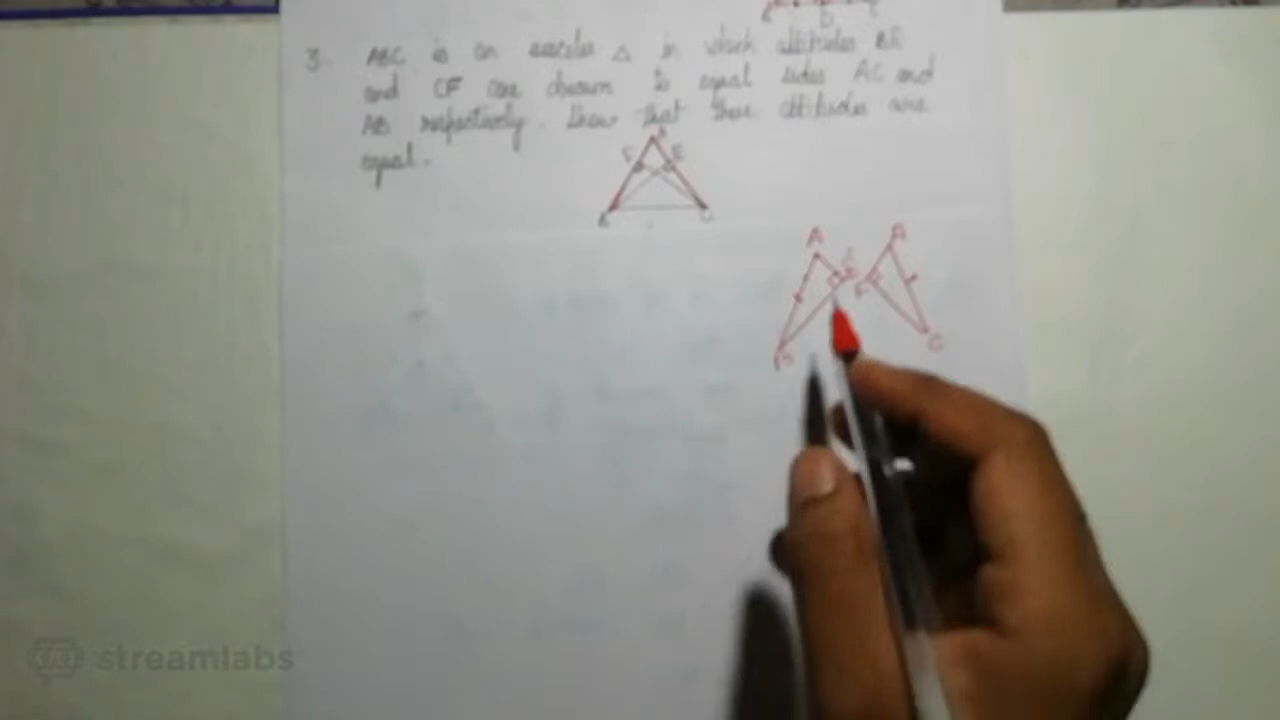 B D C
3. ABC is an isosceles △ in which altitudes BE
and CF are drawn to equal sides AC and
AB respectively. Show that these altitudes are
equal.
A
F E
B C
A A
E F
B C
streamlabs